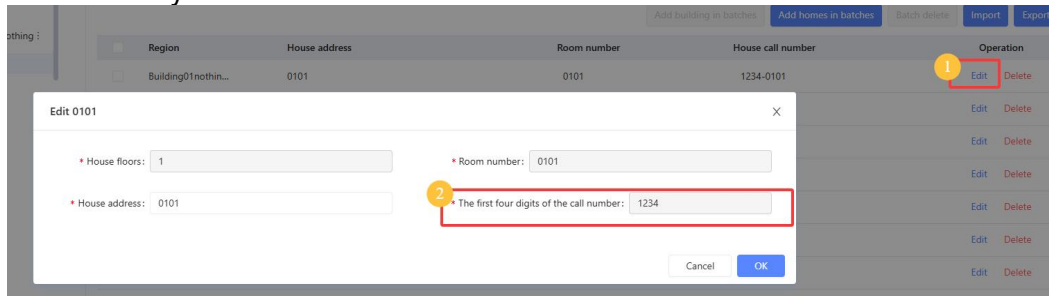 Add building in batches Add homes in batches Batch delete Import Export
othing :
Region House address Room number House call number Operation
Building01nothin... 0101 0101 1234-0101 1 Edit Delete
Edit 0101 X Edit Delete
Edit Delete
* House floors: 1 * Room number: 0101
Edit Delete
2
* House address: 0101 * The first four digits of the call number: 1234 Edit Delete
Edit Delete
Cancel OK Edit Delete